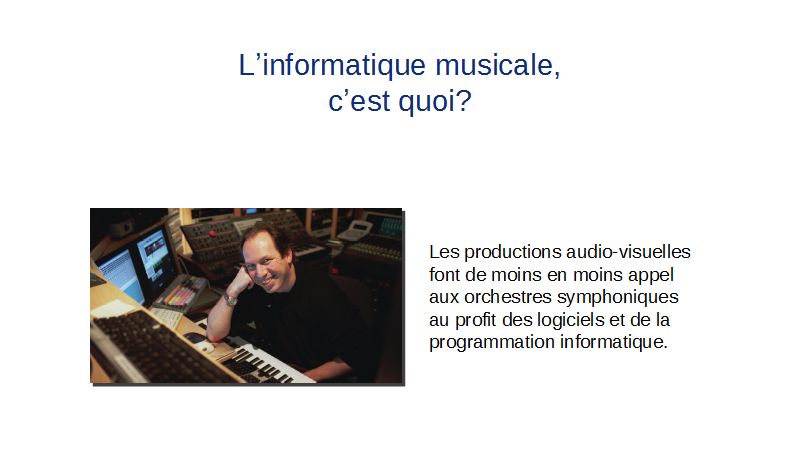 L’informatique musicale,
c’est quoi?
Les productions audio-visuelles
font de moins en moins appel
aux orchestres symphoniques
au profit des logiciels et de la
programmation informatique.